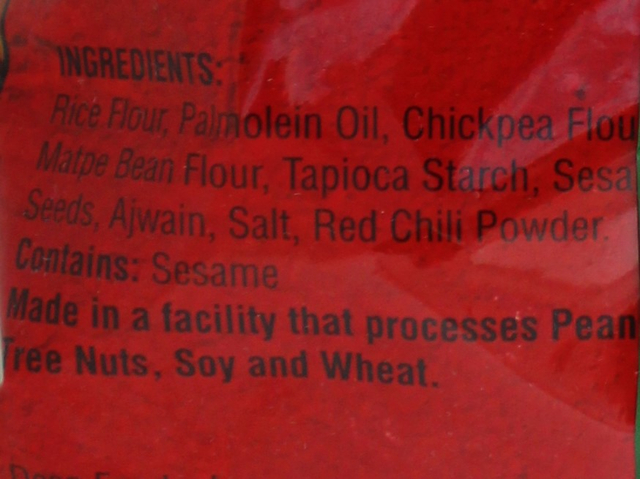 INGREDIENTS:
Rice Flour, Palmolein Oil, Chickpea Flou
Matpe Bean Flour, Tapioca Starch, Sesa
Seeds, Ajwain, Salt, Red Chili Powder.
Contains: Sesame
Made in a facility that processes Pean
Tree Nuts, Soy and Wheat.